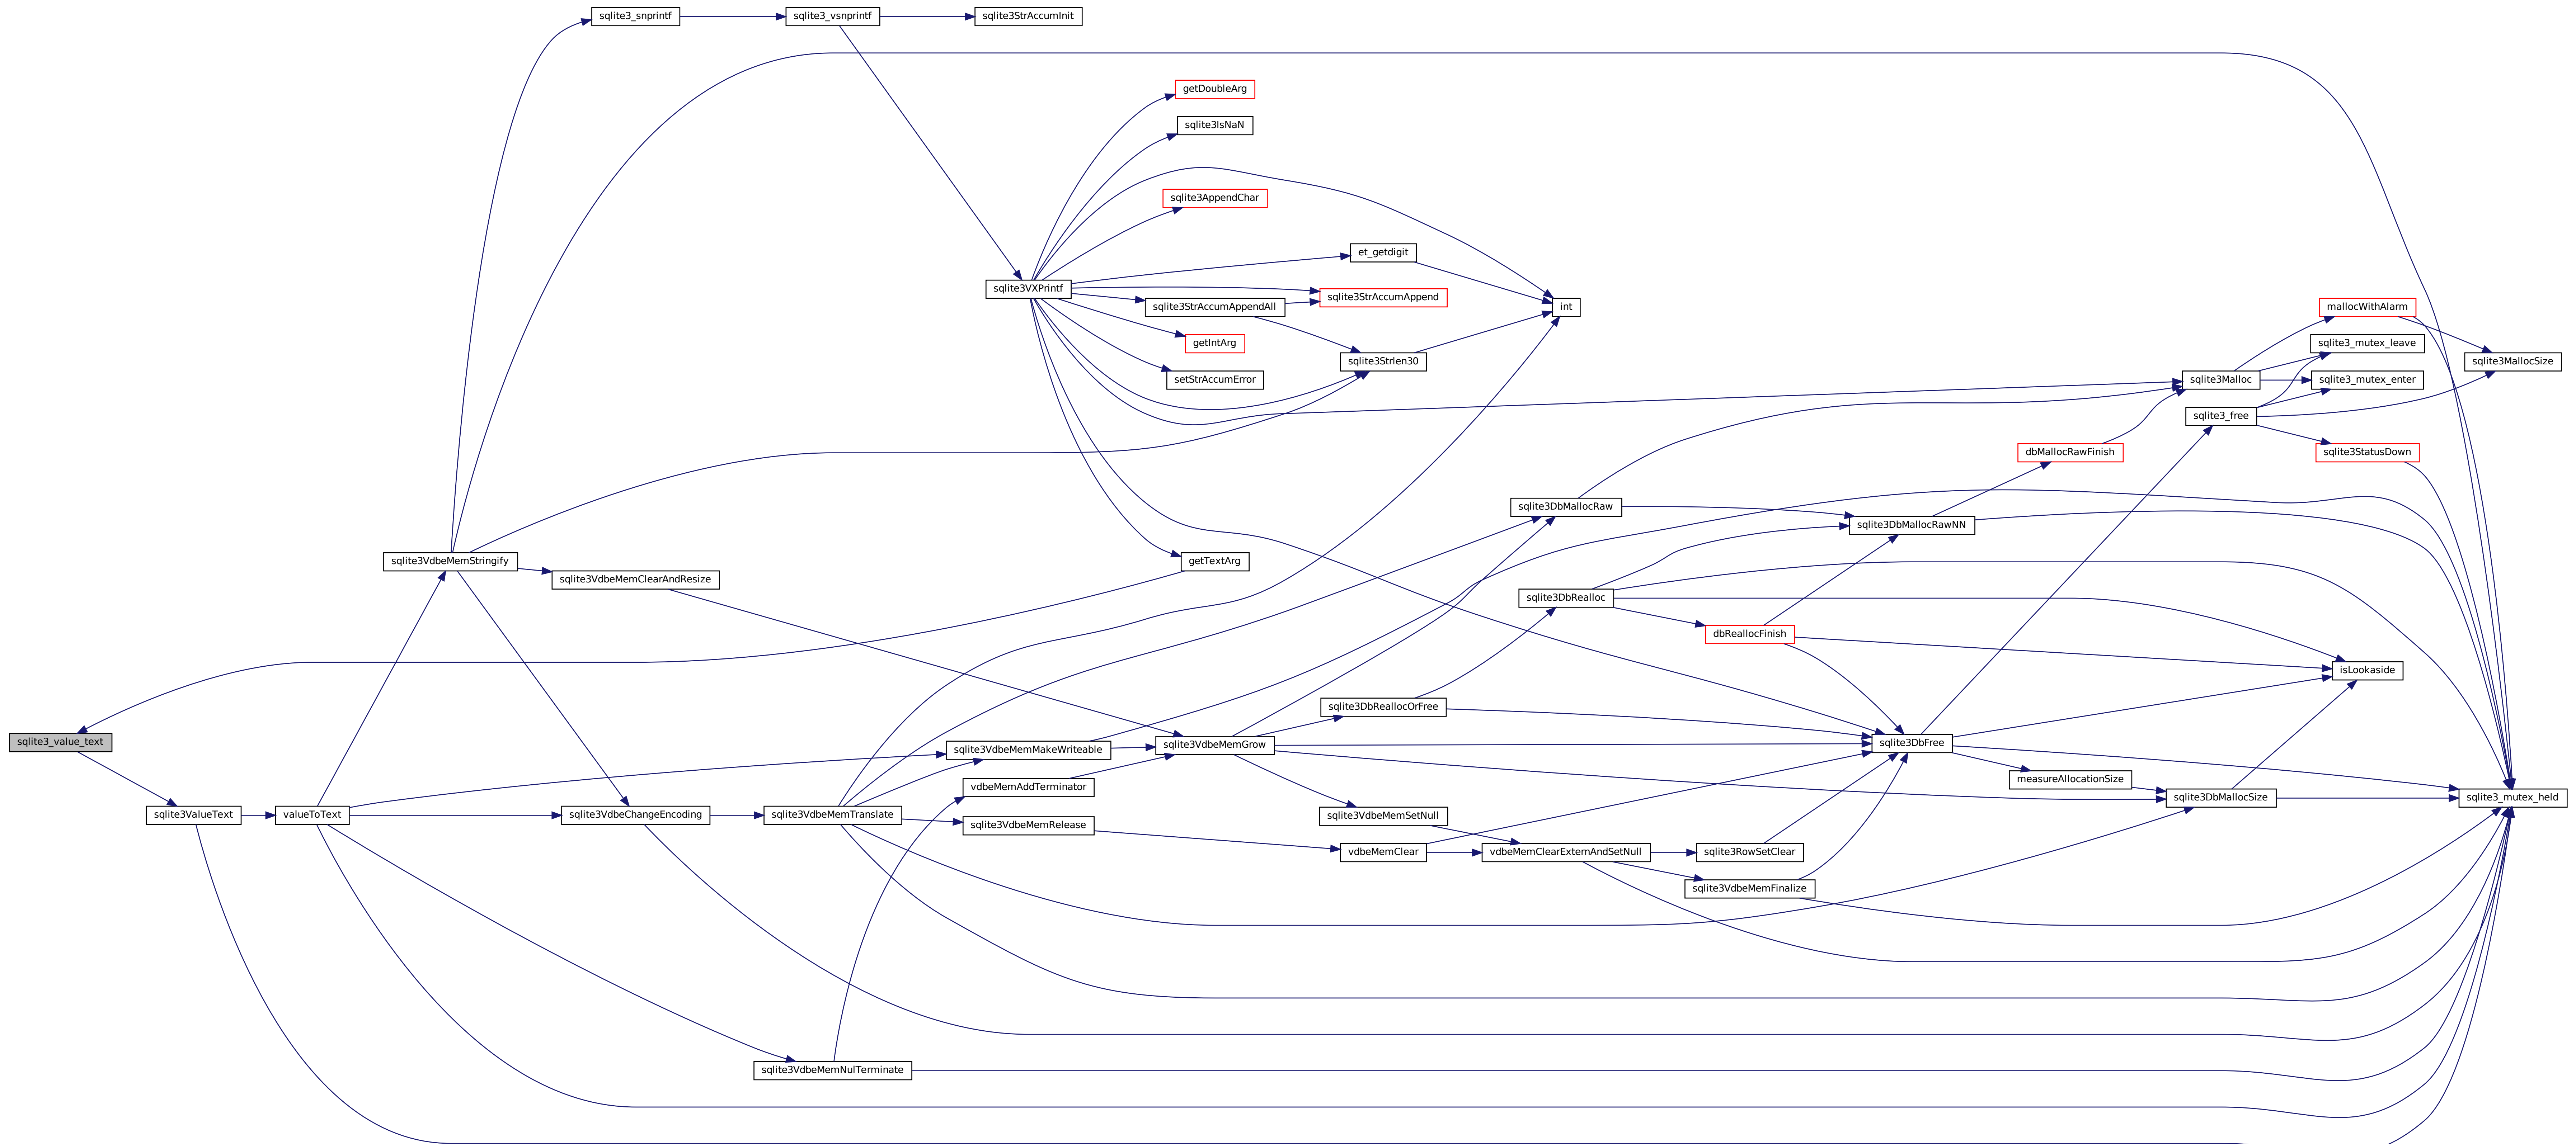 sqlite3_snprintf
sqlite3_vsnprintf
sqlite3StrAccumInit
getDoubleArg
sqlite3IsNaN
sqlite3AppendChar
et_getdigit
sqlite3VXPrintf
sqlite3StrAccumAppend
sqlite3StrAccumAppendAll
int
mallocWithAlarm
getIntArg
sqlite3_mutex_leave
sqlite3Strlen30
sqlite3MallocSize
setStrAccumError
sqlite3Malloc
sqlite3_mutex_enter
sqlite3_free
dbMallocRawFinish
sqlite3StatusDown
sqlite3DbMallocRaw
sqlite3DbMallocRawNN
sqlite3VdbeMemStringify
getTextArg
sqlite3VdbeMemClearAndResize
sqlite3DbRealloc
dbReallocFinish
isLookaside
sqlite3DbReallocOrFree
sqlite3_value_text
sqlite3VdbeMemMakeWriteable
sqlite3VdbeMemGrow
sqlite3DbFree
vdbeMemAddTerminator
measureAllocationSize
sqlite3DbMallocSize
sqlite3_mutex_held
sqlite3ValueText
valueToText
sqlite3VdbeChangeEncoding
sqlite3VdbeMemTranslate
sqlite3VdbeMemSetNull
sqlite3VdbeMemRelease
vdbeMemClear
vdbeMemClearExternAndSetNull
sqlite3RowSetClear
sqlite3VdbeMemFinalize
sqlite3VdbeMemNulTerminate